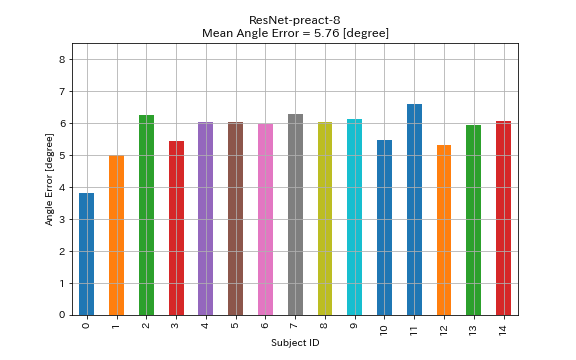 ResNet-preact-8
Mean Angle Error = 5.76 [degree]
8
7
6
5
4
3
2
1
0
Angle Error [degree]
0 1 2 3 4 5 6 7 8 9 10 11 12 13 14
Subject ID